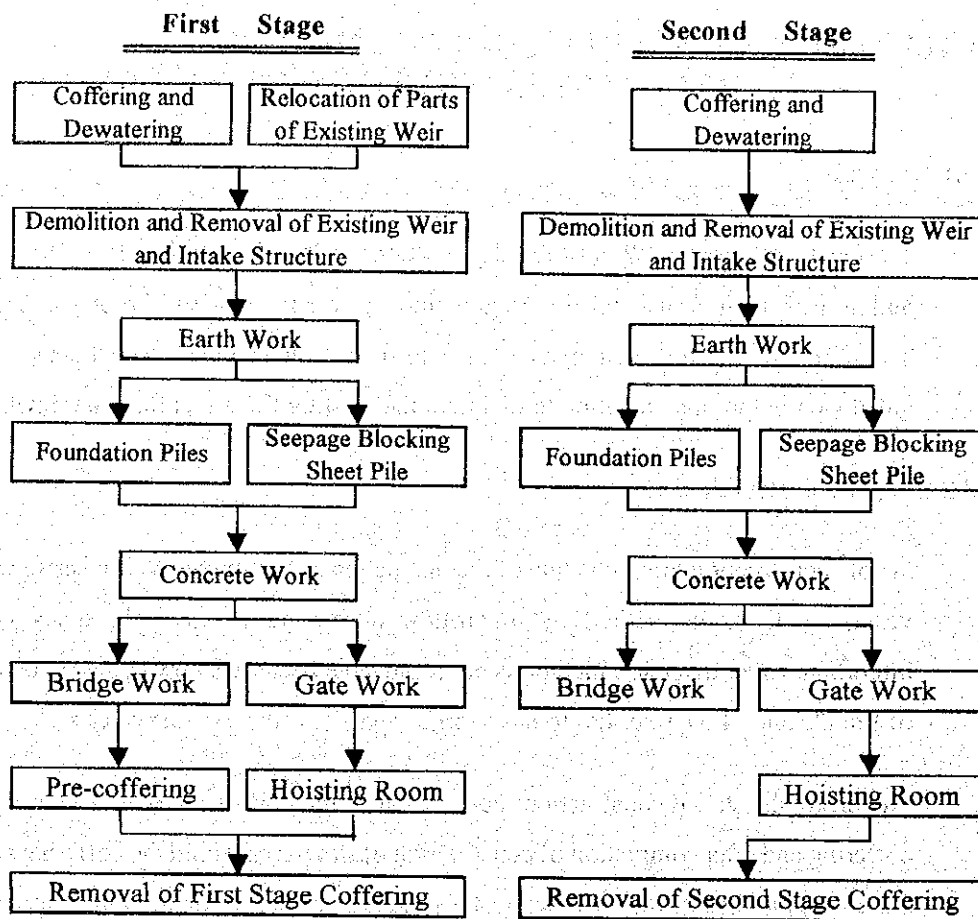 First Stage
Coffering and
Dewatering
Relocation of Parts
of Existing Weir
Demolition and Removal of Existing Weir
and Intake Structure
Earth Work
Foundation Piles
Seepage Blocking
Sheet Pile
Concrete Work
Bridge Work
Gate Work
Pre-coffering
Hoisting Room
Removal of First Stage Coffering
Second Stage
Coffering and
Dewatering
Demolition and Removal of Existing Weir
and Intake Structure
Earth Work
Foundation Piles
Seepage Blocking
Sheet Pile
Concrete Work
Bridge Work
Gate Work
Hoisting Room
Removal of Second Stage Coffering